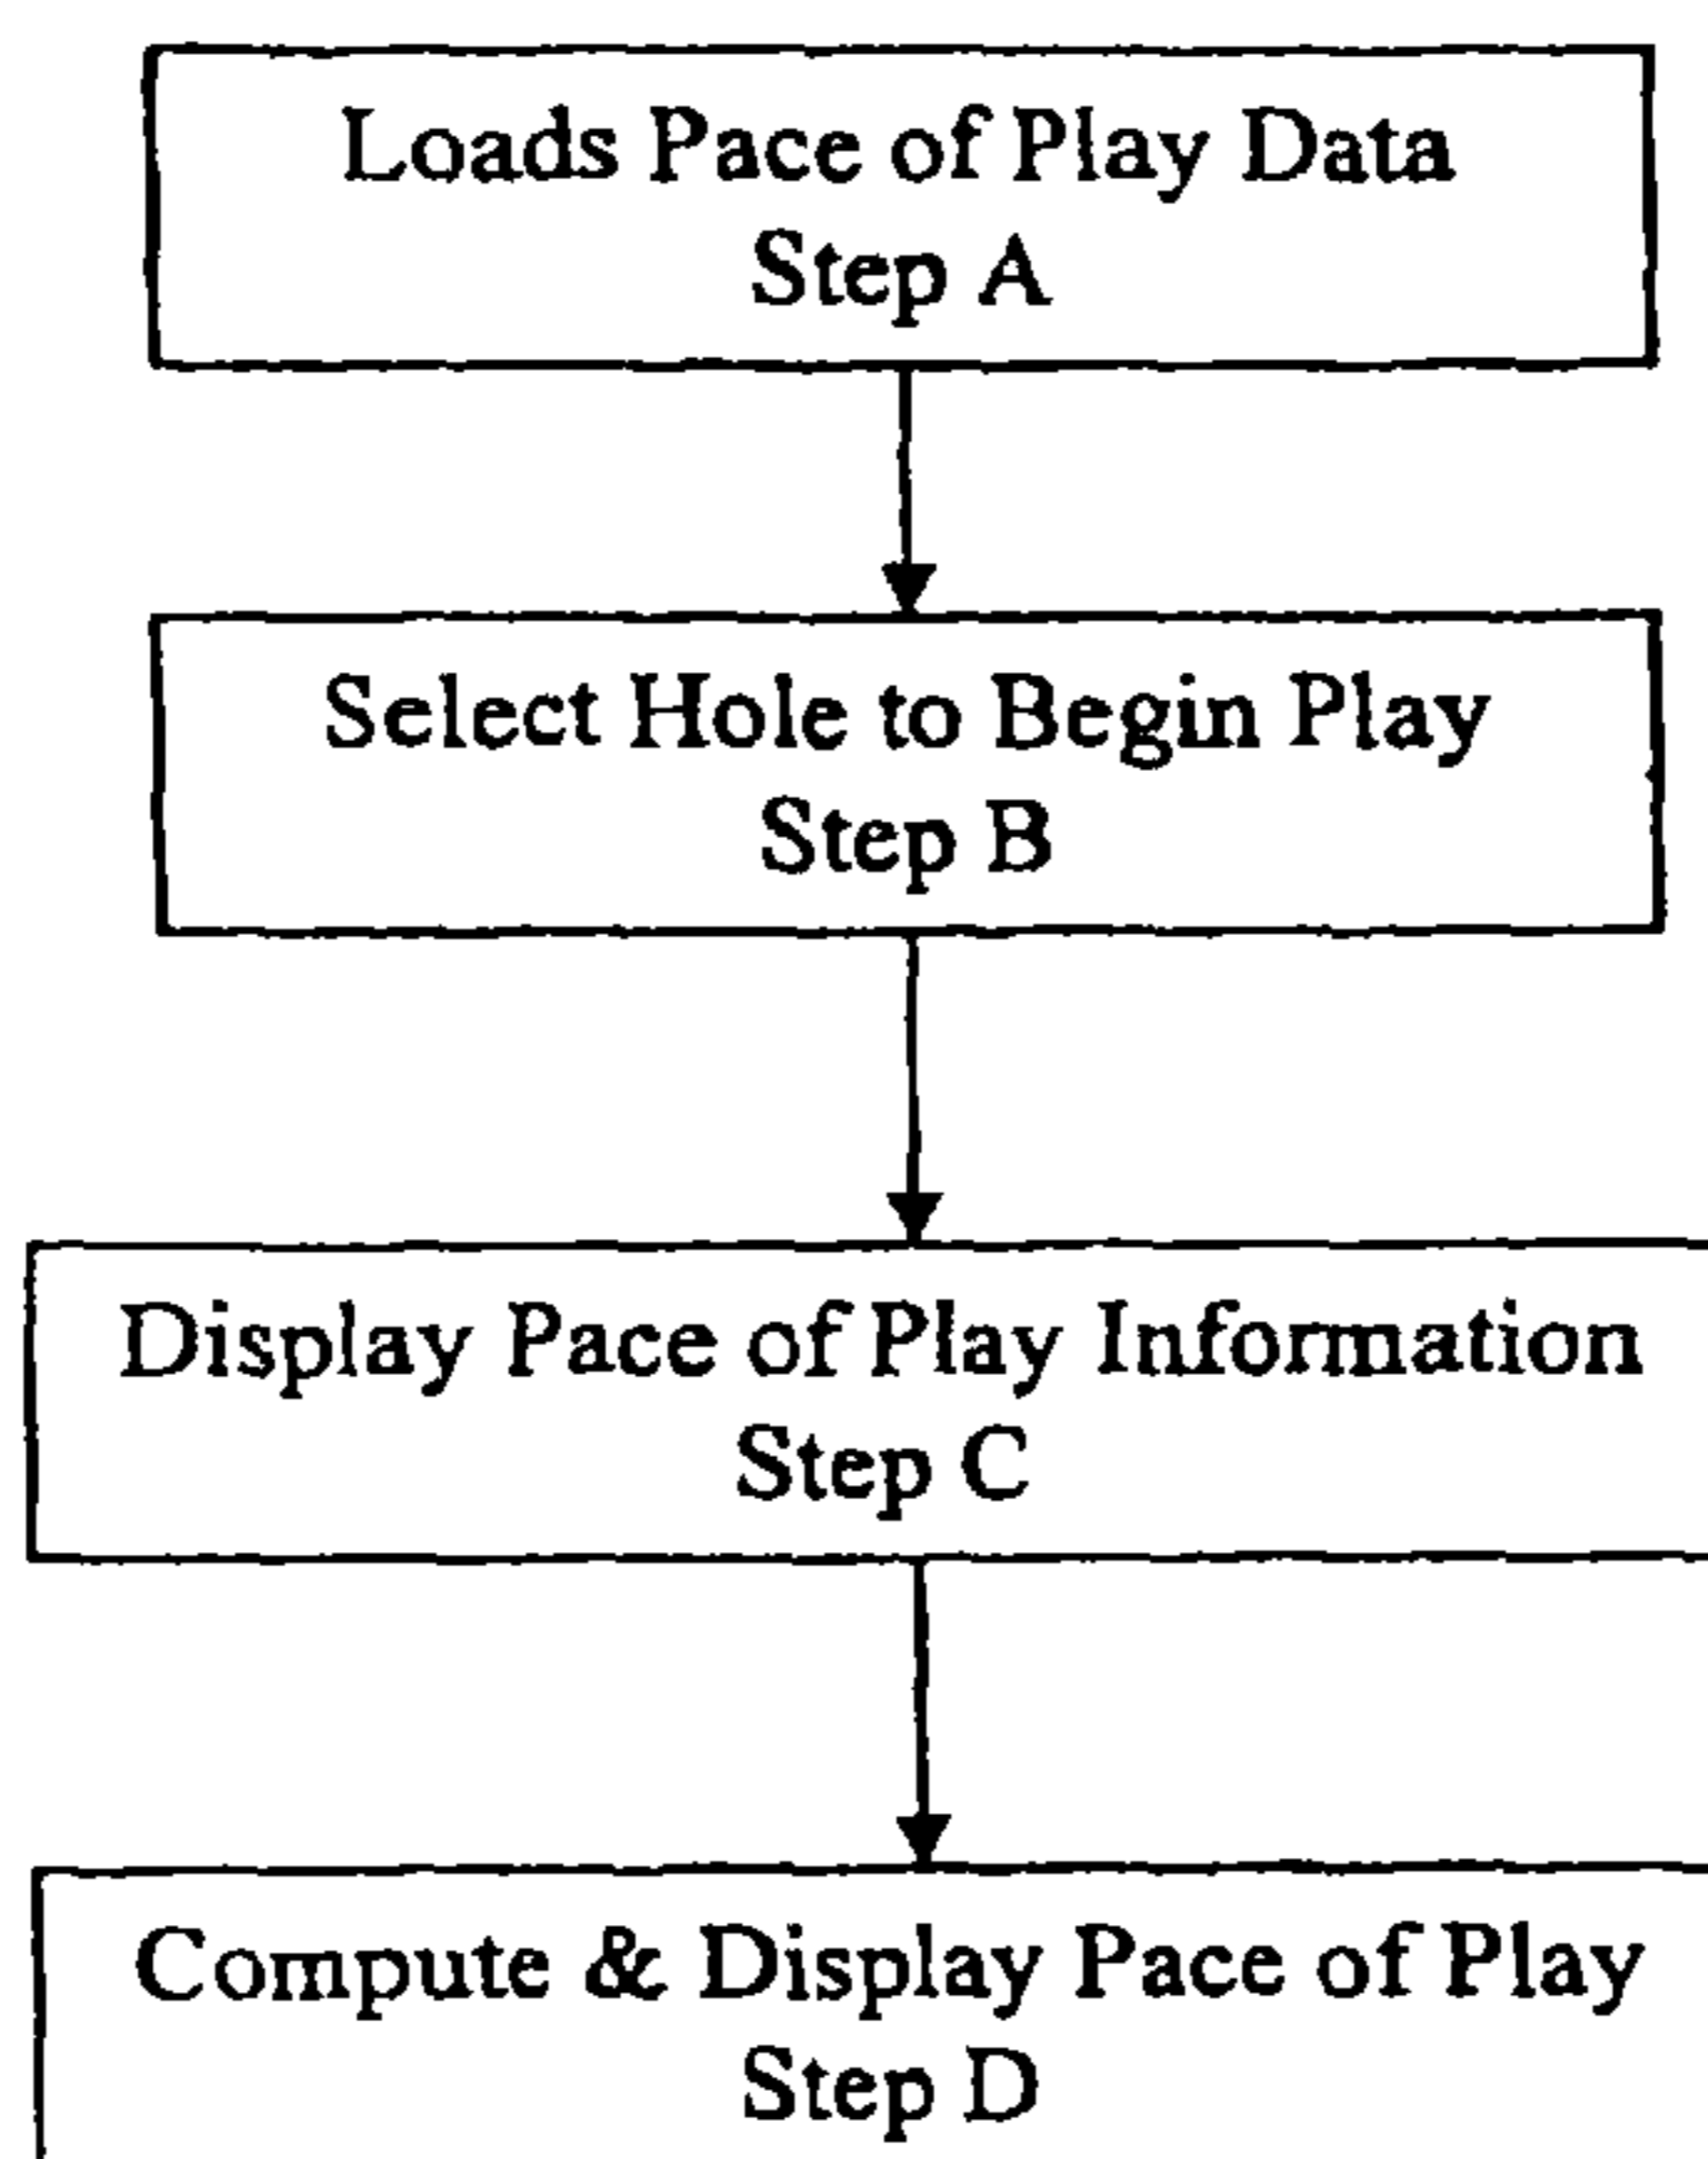 Loads Pace of Play Data
Step A
Select Hole to Begin Play
Step B
Display Pace of Play Information
Step C
Compute & Display Pace of Play
Step D